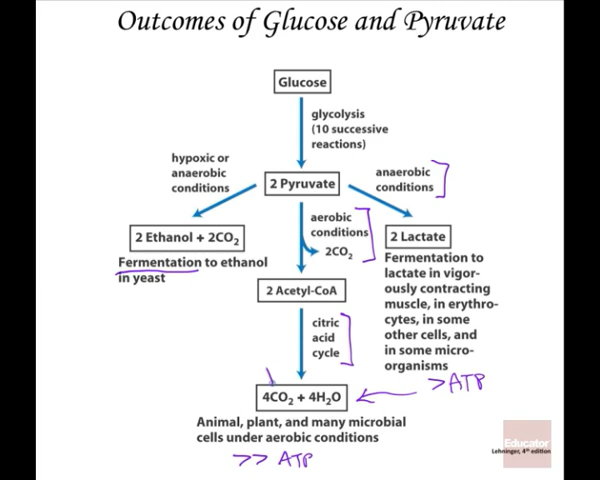 Outcomes of Glucose and Pyruvate
Glucose
glycolysis
(10 successive
reactions)
hypoxic or
anaerobic
conditions
2 Pyruvate
anaerobic
conditions
2 Ethanol + 2CO₂
Fermentation to ethanol
in yeast
aerobic
conditions
2CO₂
2 Lactate
Fermentation to
lactate in vigor-
ously contracting
muscle, in erythro-
cytes, in some
other cells, and
in some micro-
organisms
2 Acetyl-CoA
citric
acid
cycle
>ATP
4CO₂ + 4H₂O
Animal, plant, and many microbial
cells under aerobic conditions
>> ATP
Educator
Lehninger, 4th edition